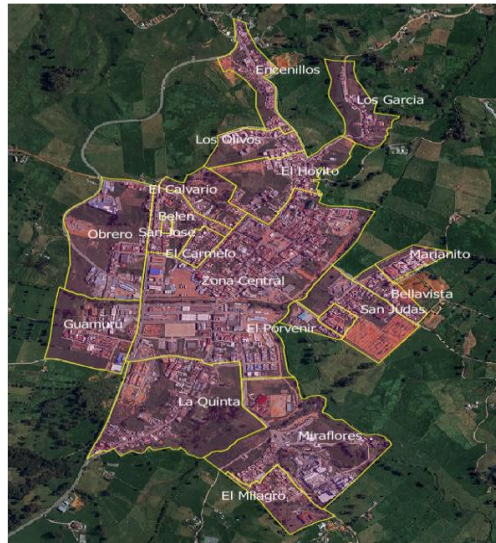 Encenillos
Los Garcia
Los Olivos
El Hoyito
El Calvario
Belen
Obrero
San Jose
El Carmelo
Marianito
Zona Central
Bellavista
San Judas
Guamurú
El Porvenir
La Quinta
Miraflores
El Milagro